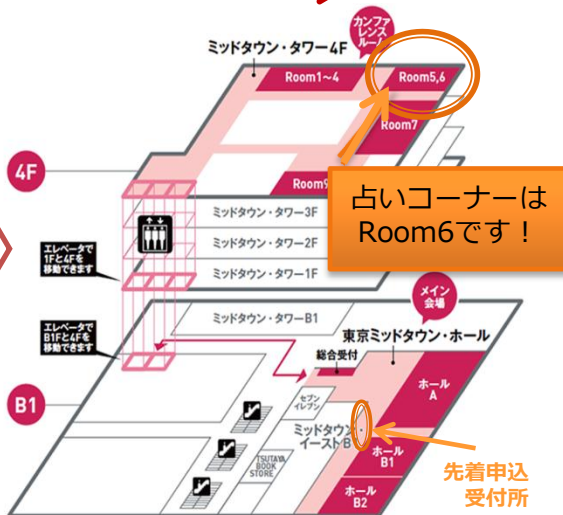 カンファ
レンス
ルーム
ミッドタウン・タワー4F
Room1~4
Room5,6
Room7
Room9
4F
占いコーナーは
Room6です！
ミッドタウン・タワー3F
ミッドタウン・タワー2F
ミッドタウン・タワー1F
エレベータで
1Fと4Fを
移動できます
エレベータで
B1Fと4Fを
移動できます
ミッドタウン・タワーB1
メイン
会場
東京ミッドタウン・ホール
総合受付
B1
ホール
A
セブン
イレブン
ミッドタウン・
イーストB
TSUTAYA
BOOK
STORE
ホール
B1
ホール
B2
先着申込
受付所